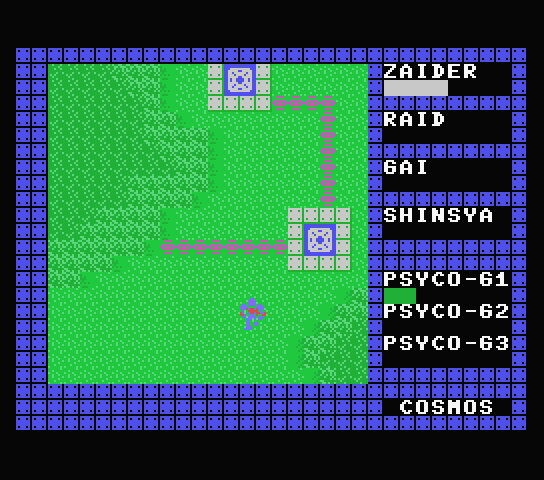 ZAIDER
RAID
GAI
SHINSYA
PSYCO-61
PSYCO-62
PSYCO-63
COSMOS